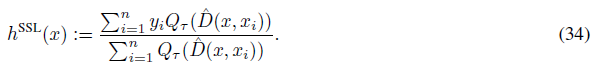 h^{SSL}(x) := \frac{\sum_{i=1}^{n} y_i Q_\tau(\hat{D}(x, x_i))}{\sum_{i=1}^{n} Q_\tau(\hat{D}(x, x_i))}. (34)